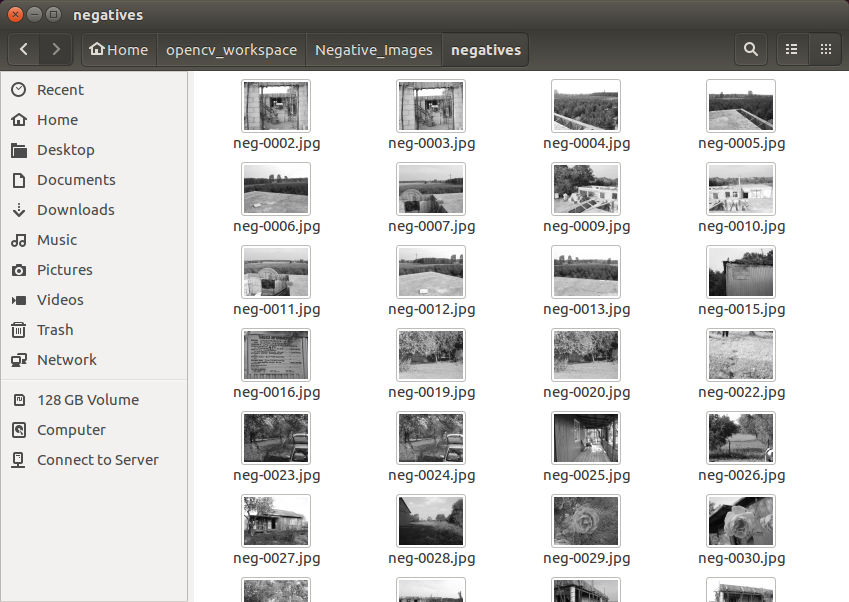 negatives
Home opencv_workspace Negative_Images negatives
Recent
Home
Desktop
Documents
Downloads
Music
Pictures
Videos
Trash
Network
128 GB Volume
Computer
Connect to Server
neg-0002.jpg neg-0003.jpg neg-0004.jpg neg-0005.jpg
neg-0006.jpg neg-0007.jpg neg-0009.jpg neg-0010.jpg
neg-0011.jpg neg-0012.jpg neg-0013.jpg neg-0015.jpg
neg-0016.jpg neg-0019.jpg neg-0020.jpg neg-0022.jpg
neg-0023.jpg neg-0024.jpg neg-0025.jpg neg-0026.jpg
neg-0027.jpg neg-0028.jpg neg-0029.jpg neg-0030.jpg